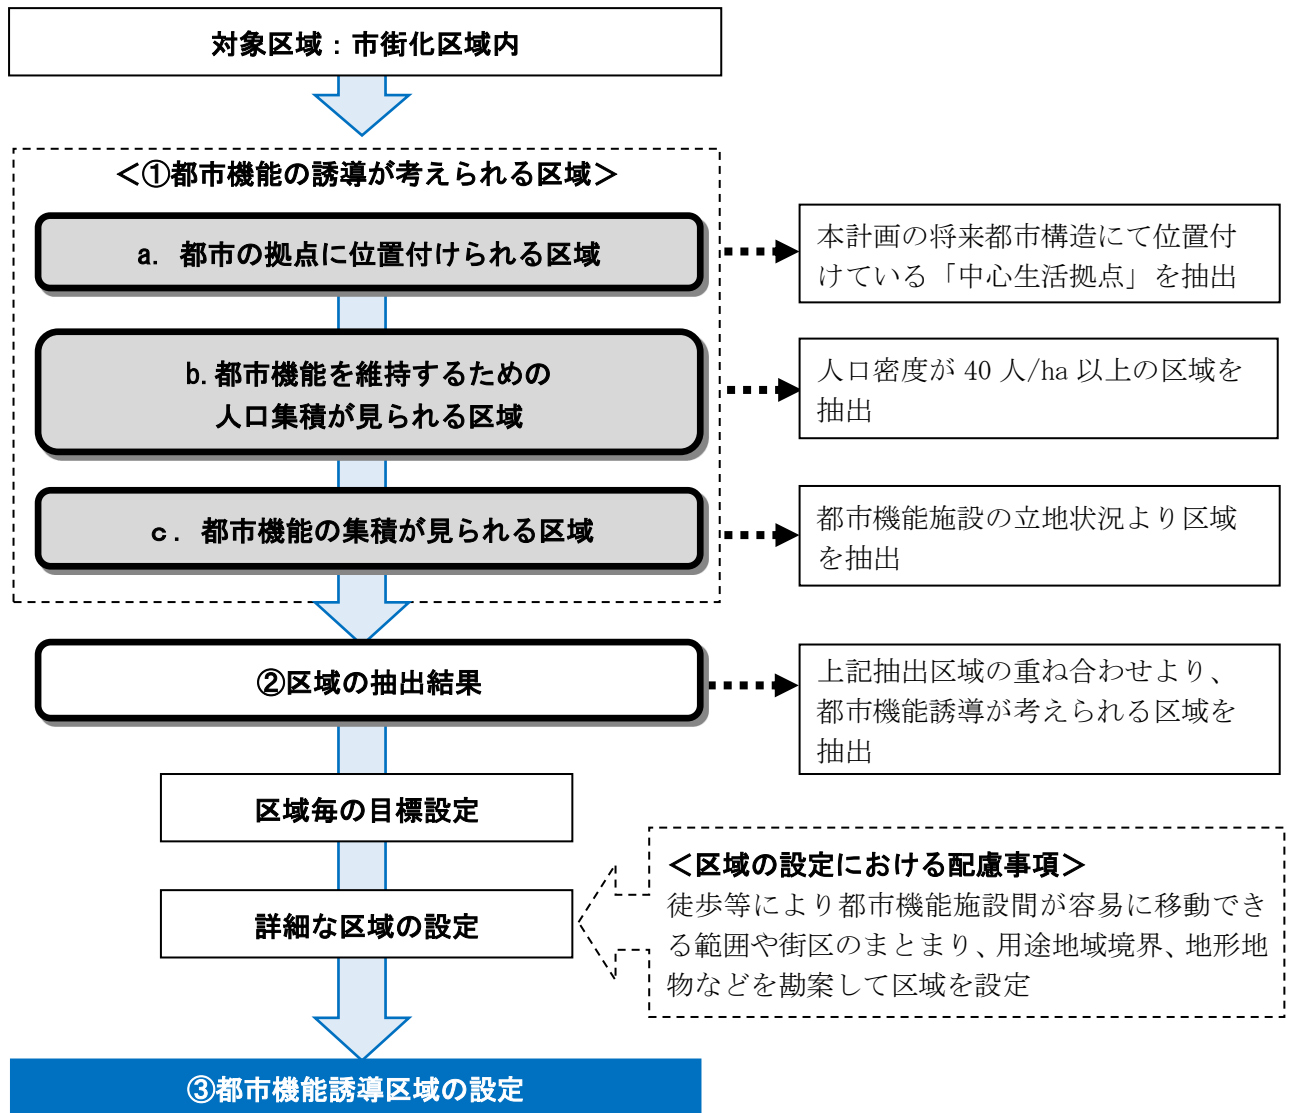 対象区域：市街化区域内
＜①都市機能の誘導が考えられる区域＞
a. 都市の拠点に位置付けられる区域
本計画の将来都市構造にて位置付
けている「中心生活拠点」を抽出
b.都市機能を維持するための
人口集積が見られる区域
人口密度が 40 人/ha 以上の区域を
抽出
c. 都市機能の集積が見られる区域
都市機能施設の立地状況より区域
を抽出
②区域の抽出結果
上記抽出区域の重ね合わせより、
都市機能誘導が考えられる区域を
抽出
区域毎の目標設定
詳細な区域の設定
＜区域の設定における配慮事項＞
徒歩等により都市機能施設間が容易に移動でき
る範囲や街区のまとまり、用途地域境界、地形地
物などを勘案して区域を設定
③都市機能誘導区域の設定